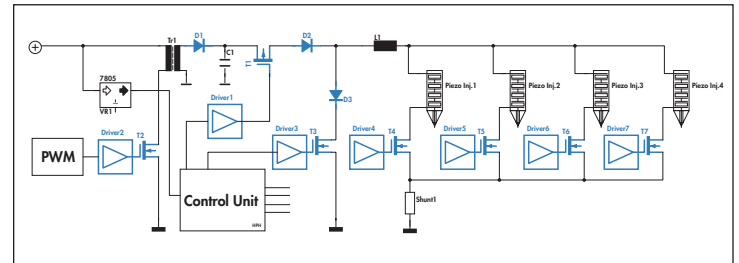 Tr1
D1
C1
T1
D2
D3
L1
Piezo Inj.1
Piezo Inj.2
Piezo Inj.3
Piezo Inj.4
7805
VR1
Driver1
Driver2
T2
Driver3
T3
Driver4
T4
Driver5
T5
Driver6
T6
Driver7
T7
PWM
Control Unit
HPH
Shunt1